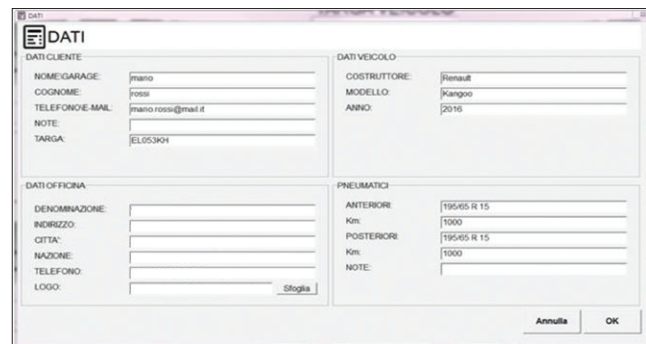 DATI
DATI
DATI CLIENTE
NOME\GARAGE: mario
COGNOME: rossi
TELEFONO\E-MAIL: mario.rossi@mail.it
NOTE:
TARGA: EL053KH
DATI VEICOLO
COSTRUTTORE: Renault
MODELLO: Kangoo
ANNO: 2016
DATI OFFICINA
DENOMINAZIONE:
INDIRIZZO:
CITTA':
NAZIONE:
TELEFONO:
LOGO: Sfoglia
PNEUMATICI
ANTERIORI: 195/65 R 15
Km: 1000
POSTERIORI: 195/65 R 15
Km: 1000
NOTE:
Annulla OK